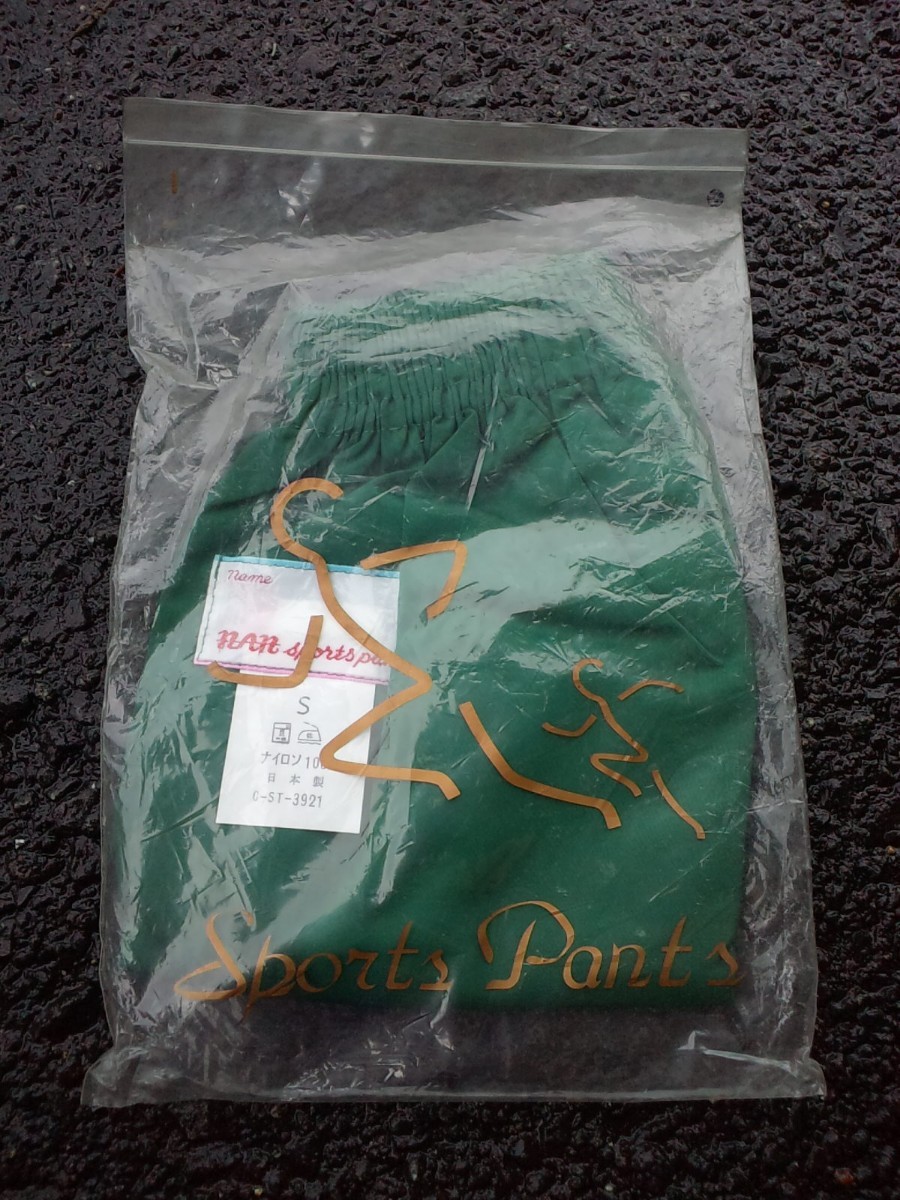 name
NAN sports pa
S
ナイロン10
日本製
C-ST-3921
Sports Pants